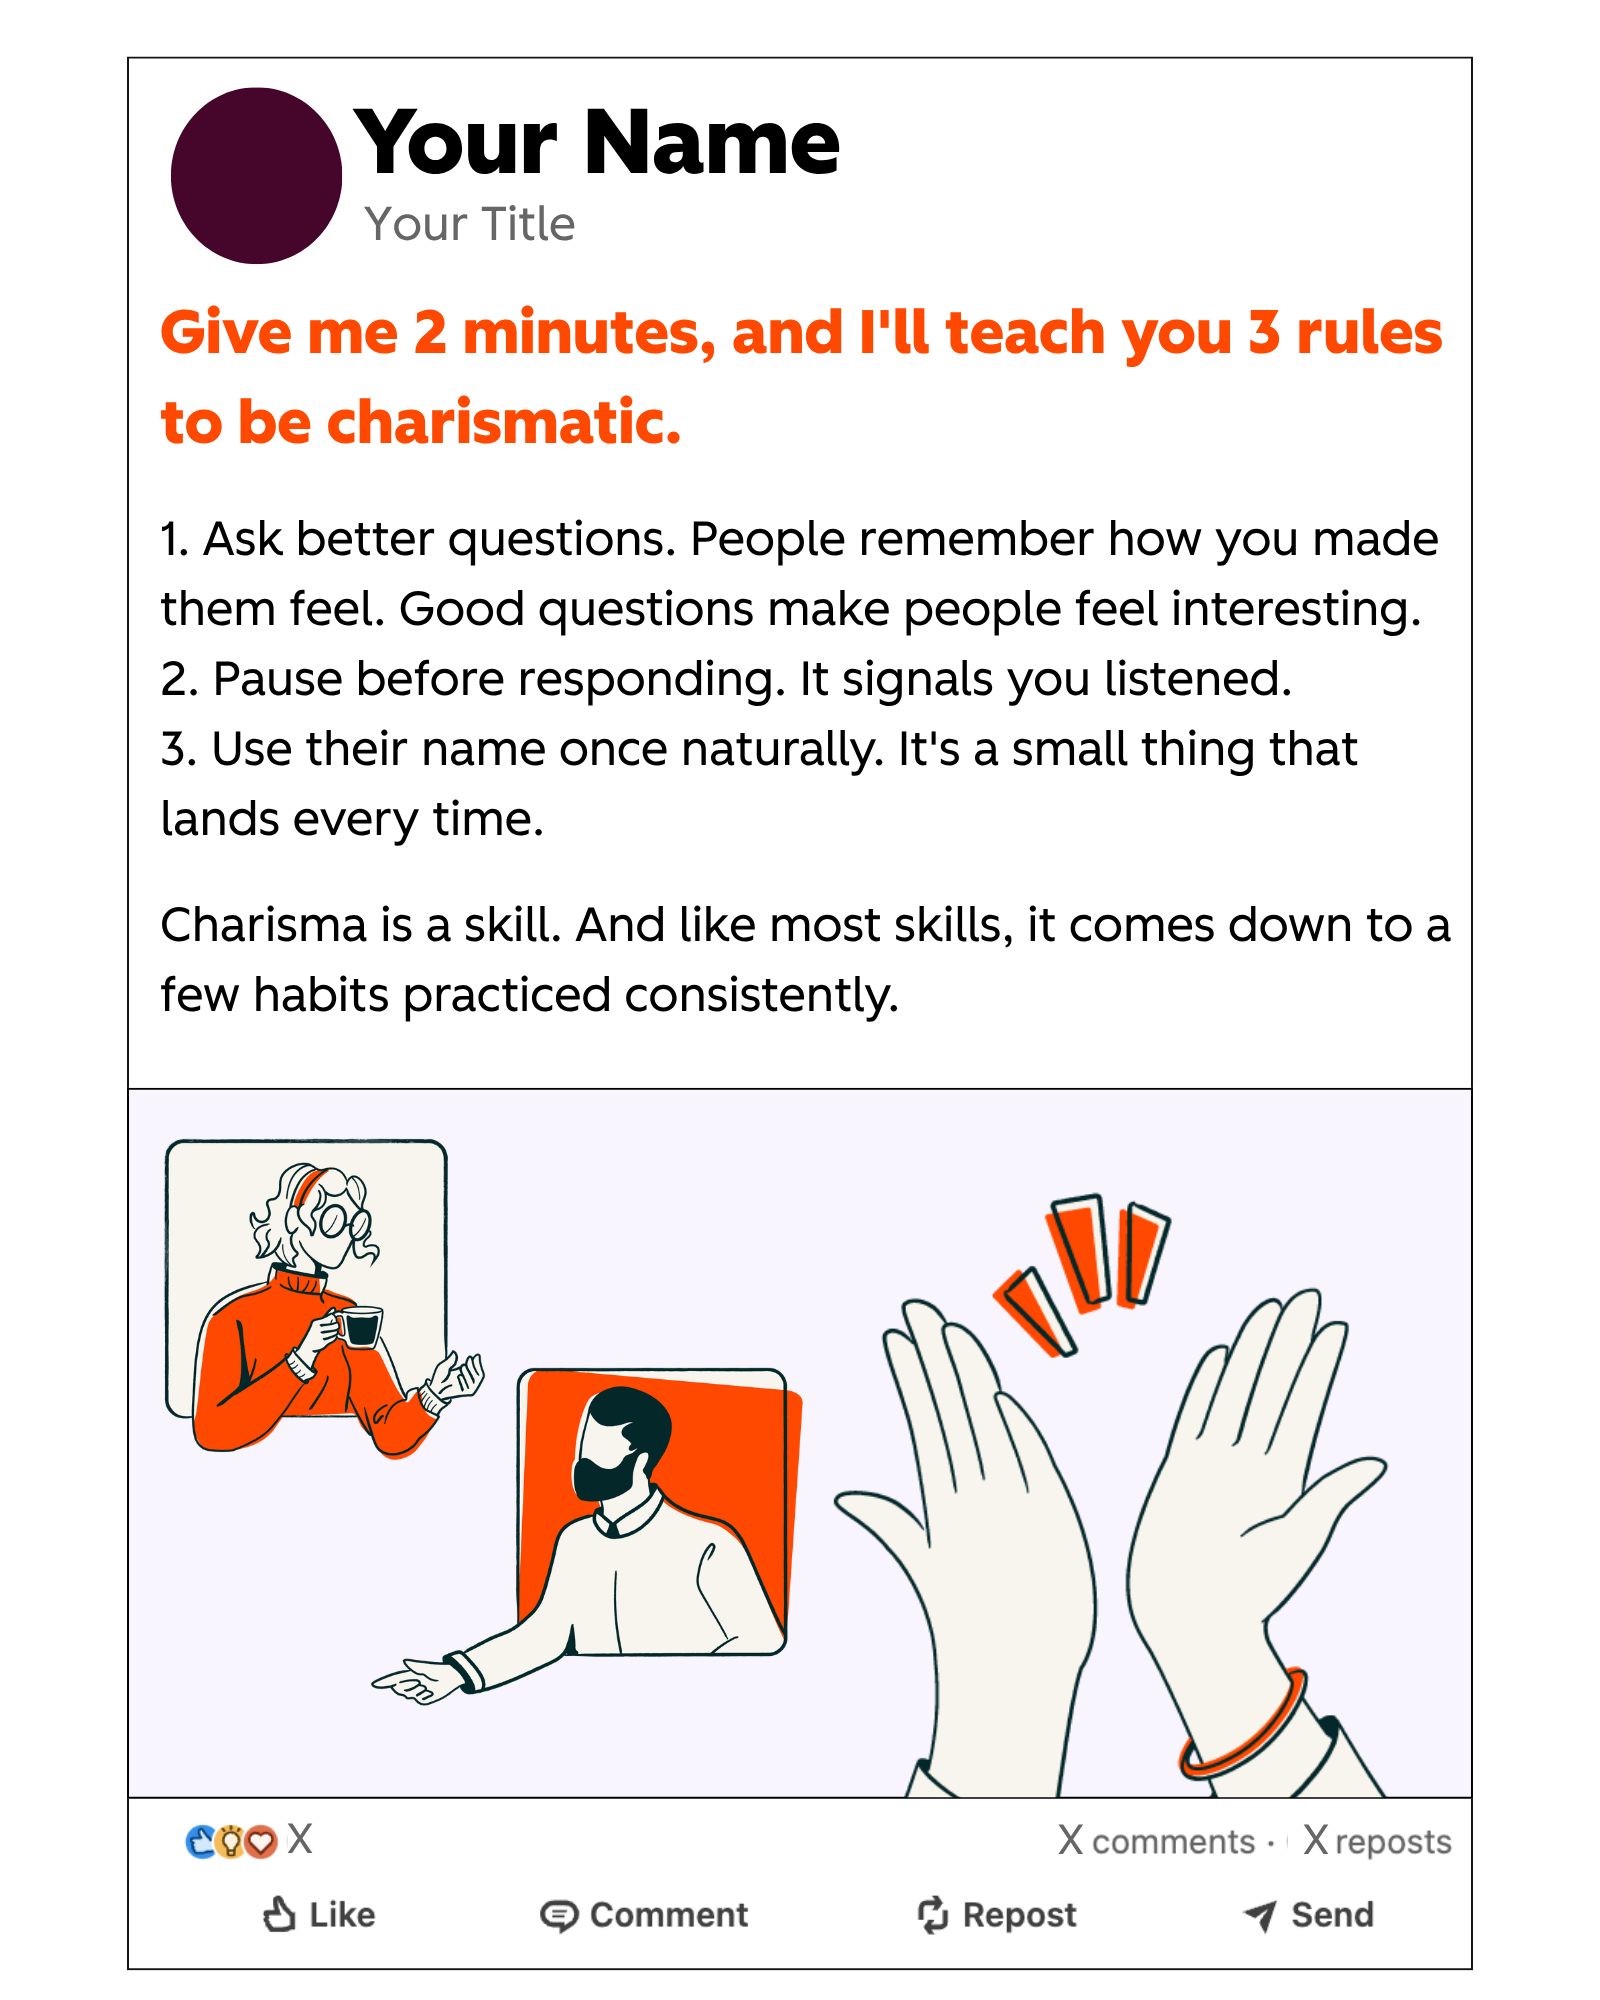 Your Name
Your Title
Give me 2 minutes, and I'll teach you 3 rules
to be charismatic.
1. Ask better questions. People remember how you made
them feel. Good questions make people feel interesting.
2. Pause before responding. It signals you listened.
3. Use their name once naturally. It's a small thing that
lands every time.
Charisma is a skill. And like most skills, it comes down to a
few habits practiced consistently.
X
X comments · X reposts
Like
Comment
Repost
Send